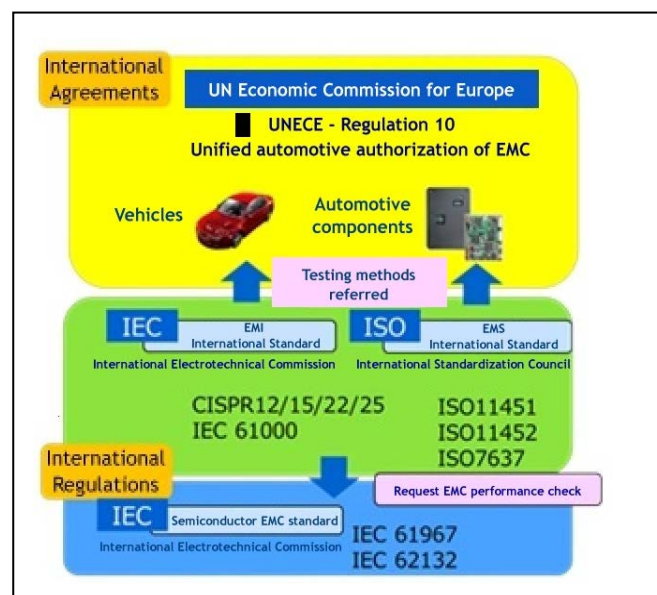 International
Agreements
UN Economic Commission for Europe
UNECE - Regulation 10
Unified automotive authorization of EMC
Vehicles
Automotive
components
Testing methods
referred
IEC
EMI
International Standard
International Electrotechnical Commission
ISO
EMS
International Standard
International Standardization Council
CISPR12/15/22/25
IEC 61000
ISO11451
ISO11452
ISO7637
International
Regulations
Request EMC performance check
IEC
Semiconductor EMC standard
International Electrotechnical Commission
IEC 61967
IEC 62132